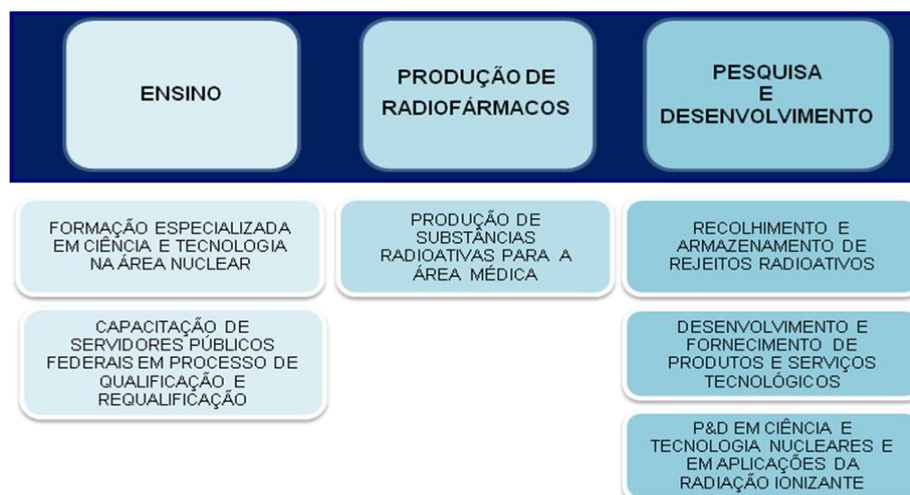 ENSINO
PRODUÇÃO DE
RADIOFÁRMACOS
PESQUISA
E
DESENVOLVIMENTO
FORMAÇÃO ESPECIALIZADA
EM CIÊNCIA E TECNOLOGIA
NA ÁREA NUCLEAR
CAPACITAÇÃO DE
SERVIDORES PÚBLICOS
FEDERAIS EM PROCESSO DE
QUALIFICAÇÃO E
REQUALIFICAÇÃO
PRODUÇÃO DE
SUBSTÂNCIAS
RADIOATIVAS PARA A
ÁREA MÉDICA
RECOLHIMENTO E
ARMAZENAMENTO DE
REJEITOS RADIOATIVOS
DESENVOLVIMENTO E
FORNECIMENTO DE
PRODUTOS E SERVIÇOS
TECNOLÓGICOS
P&D EM CIÊNCIA E
TECNOLOGIA NUCLEARES E
EM APLICAÇÕES DA
RADIAÇÃO IONIZANTE